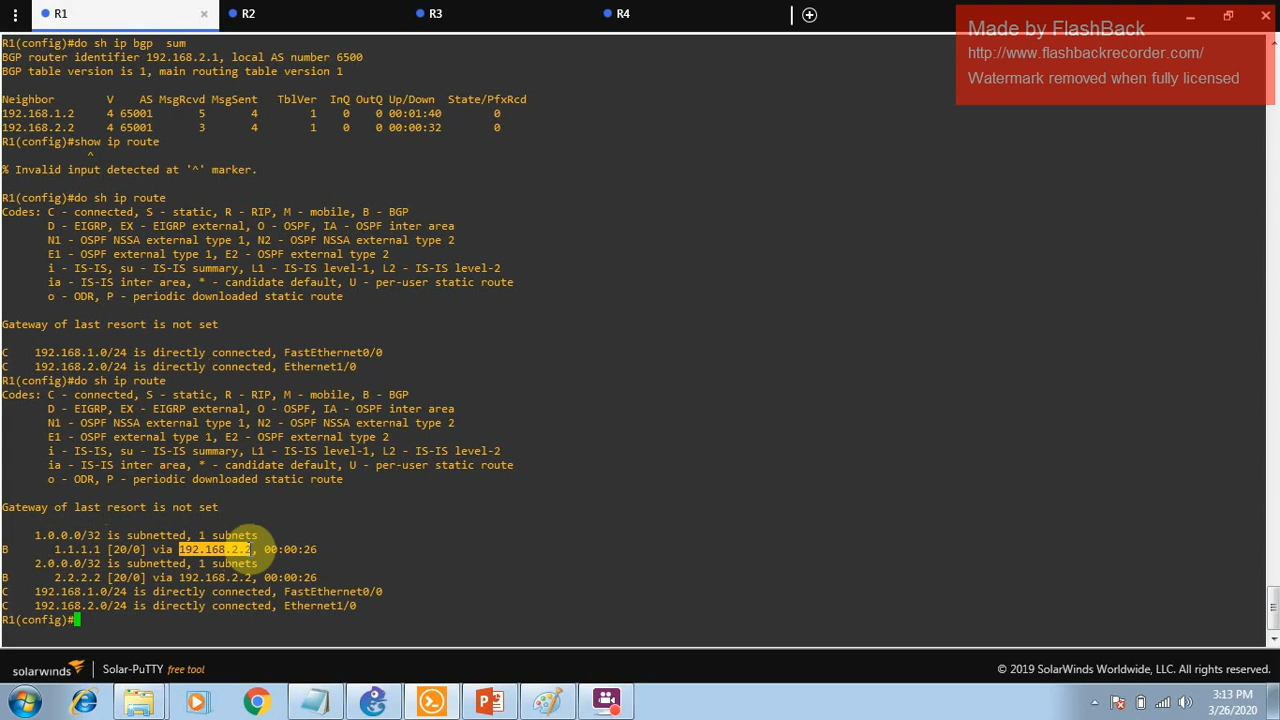 R1
R2
R3
R4
Made by FlashBack
http://www.flashbackrecorder.com/
Watermark removed when fully licensed
R1(config)#do sh ip bgp  sum
BGP router identifier 192.168.2.1, local AS number 6500
BGP table version is 1, main routing table version 1
Neighbor        V    AS MsgRcvd MsgSent   TblVer  InQ OutQ Up/Down  State/PfxRcd
192.168.1.2     4 65001       5       4        1    0    0 00:01:40        0
192.168.2.2     4 65001       3       4        1    0    0 00:00:32        0
R1(config)#show ip route
^
% Invalid input detected at '^' marker.
R1(config)#do sh ip route
Codes: C - connected, S - static, R - RIP, M - mobile, B - BGP
D - EIGRP, EX - EIGRP external, O - OSPF, IA - OSPF inter area
N1 - OSPF NSSA external type 1, N2 - OSPF NSSA external type 2
E1 - OSPF external type 1, E2 - OSPF external type 2
i - IS-IS, su - IS-IS summary, L1 - IS-IS level-1, L2 - IS-IS level-2
ia - IS-IS inter area, * - candidate default, U - per-user static route
o - ODR, P - periodic downloaded static route
Gateway of last resort is not set
C    192.168.1.0/24 is directly connected, FastEthernet0/0
C    192.168.2.0/24 is directly connected, Ethernet1/0
R1(config)#do sh ip route
Codes: C - connected, S - static, R - RIP, M - mobile, B - BGP
D - EIGRP, EX - EIGRP external, O - OSPF, IA - OSPF inter area
N1 - OSPF NSSA external type 1, N2 - OSPF NSSA external type 2
E1 - OSPF external type 1, E2 - OSPF external type 2
i - IS-IS, su - IS-IS summary, L1 - IS-IS level-1, L2 - IS-IS level-2
ia - IS-IS inter area, * - candidate default, U - per-user static route
o - ODR, P - periodic downloaded static route
Gateway of last resort is not set
1.0.0.0/32 is subnetted, 1 subnets
B       1.1.1.1 [20/0] via 192.168.2.2, 00:00:26
2.0.0.0/32 is subnetted, 1 subnets
B       2.2.2.2 [20/0] via 192.168.2.2, 00:00:26
C    192.168.1.0/24 is directly connected, FastEthernet0/0
C    192.168.2.0/24 is directly connected, Ethernet1/0
R1(config)#
solarwinds | Solar-PuTTY free tool
© 2019 SolarWinds Worldwide, LLC. All rights reserved.
3:13 PM
3/26/2020